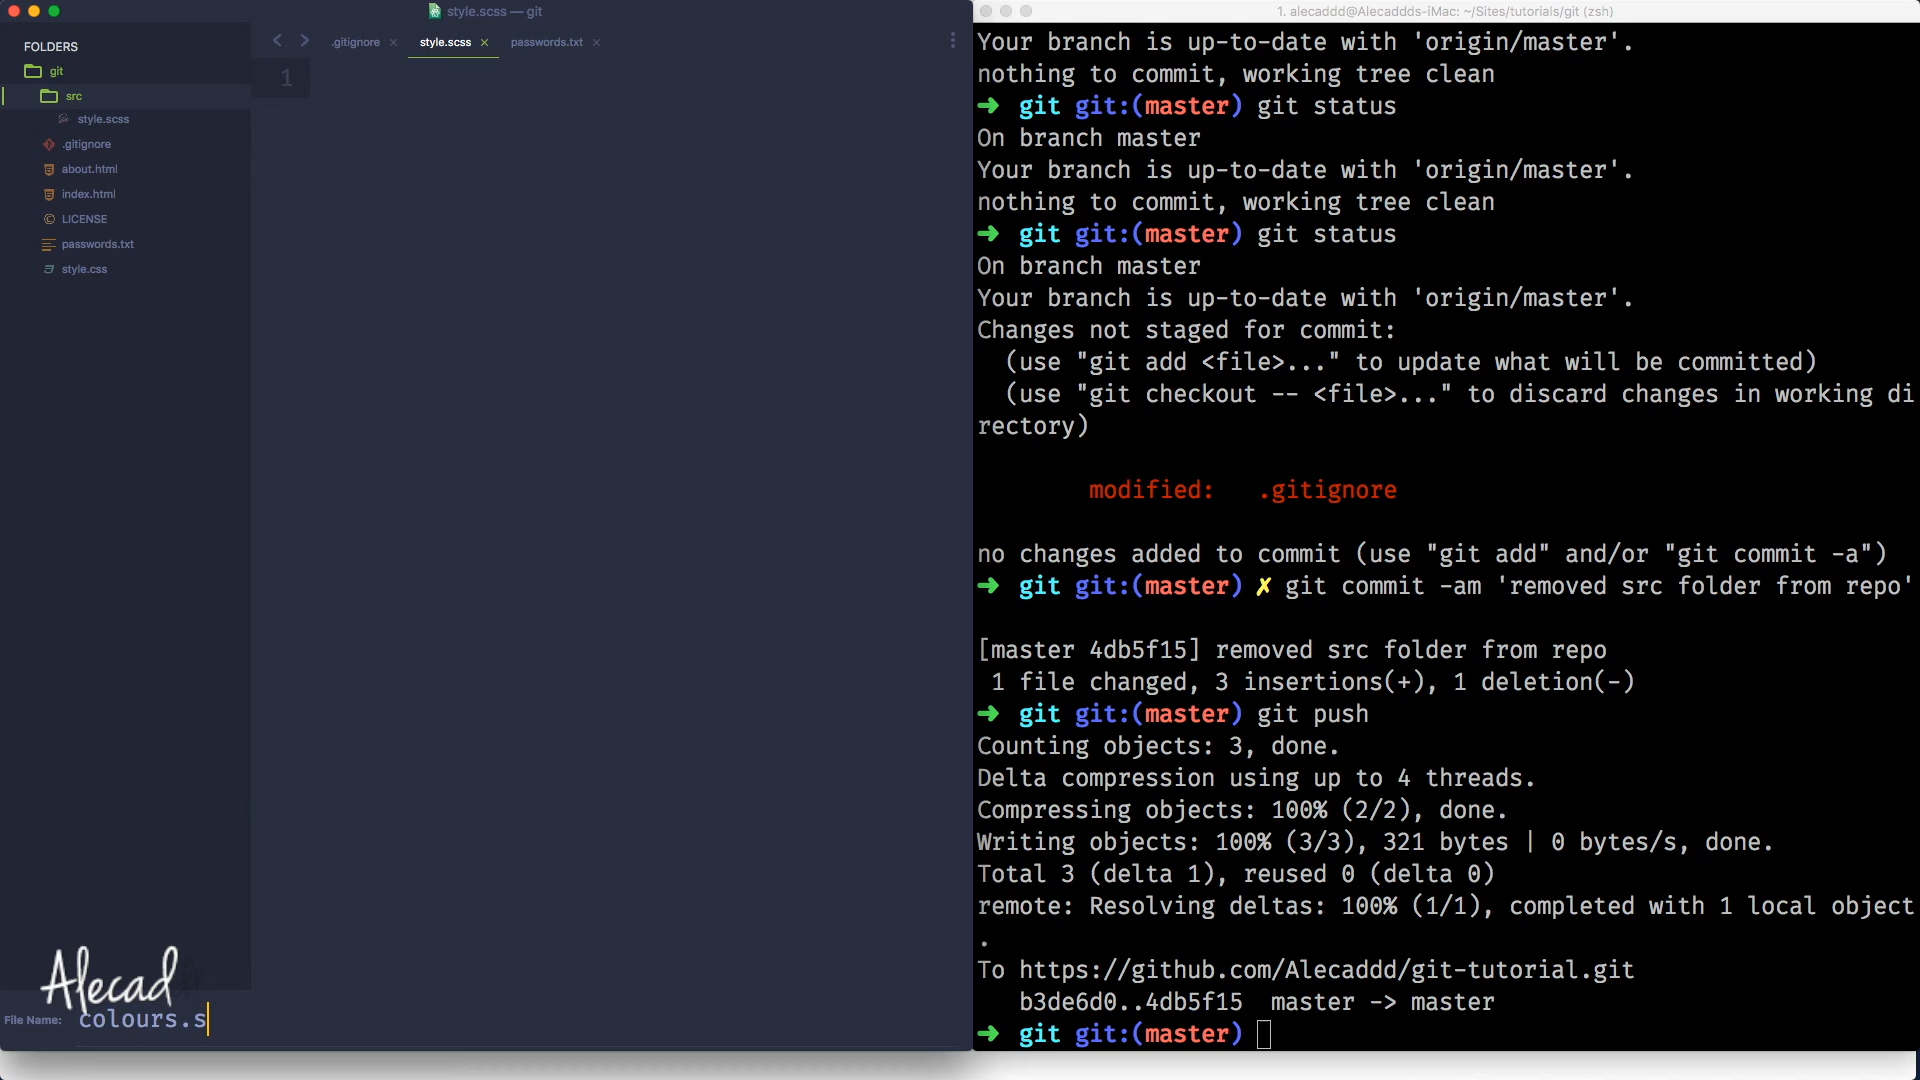 style.scss — git
FOLDERS
git
src
style.scss
.gitignore
about.html
index.html
LICENSE
passwords.txt
style.css
.gitignore
style.scss
passwords.txt
1
Alecad
File Name: colours.s
1. alecaddd@Alecaddds-iMac: ~/Sites/tutorials/git (zsh)
Your branch is up-to-date with 'origin/master'.
nothing to commit, working tree clean
➜ git git:(master) git status
On branch master
Your branch is up-to-date with 'origin/master'.
nothing to commit, working tree clean
➜ git git:(master) git status
On branch master
Your branch is up-to-date with 'origin/master'.
Changes not staged for commit:
(use "git add <file>..." to update what will be committed)
(use "git checkout -- <file>..." to discard changes in working di
rectory)
modified: .gitignore
no changes added to commit (use "git add" and/or "git commit -a")
➜ git git:(master) ✗ git commit -am 'removed src folder from repo'
[master 4db5f15] removed src folder from repo
1 file changed, 3 insertions(+), 1 deletion(-)
➜ git git:(master) git push
Counting objects: 3, done.
Delta compression using up to 4 threads.
Compressing objects: 100% (2/2), done.
Writing objects: 100% (3/3), 321 bytes | 0 bytes/s, done.
Total 3 (delta 1), reused 0 (delta 0)
remote: Resolving deltas: 100% (1/1), completed with 1 local object
.
To https://github.com/Alecaddd/git-tutorial.git
b3de6d0..4db5f15 master -> master
➜ git git:(master)